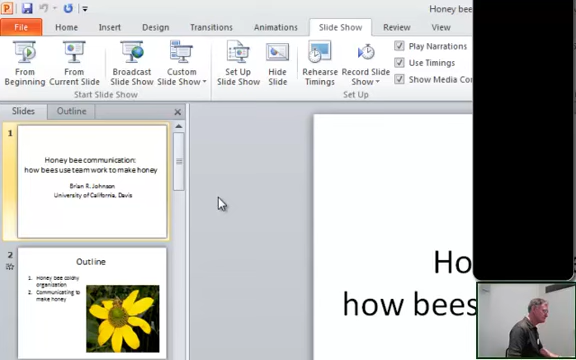 Honey bee
File Home Insert Design Transitions Animations Slide Show Review View
From Beginning
From Current Slide
Broadcast Slide Show
Custom Slide Show
Set Up Slide Show
Hide Slide
Rehearse Timings
Record Slide Show
Play Narrations
Use Timings
Show Media Con
Start Slide Show
Set Up
Slides Outline
1
Honey bee communication:
how bees use team work to make honey
Brian R. Johnson
University of California, Davis
2
Outline
1. Honey bee colony
organization
2. Communicating to
make honey
Ho
how bees